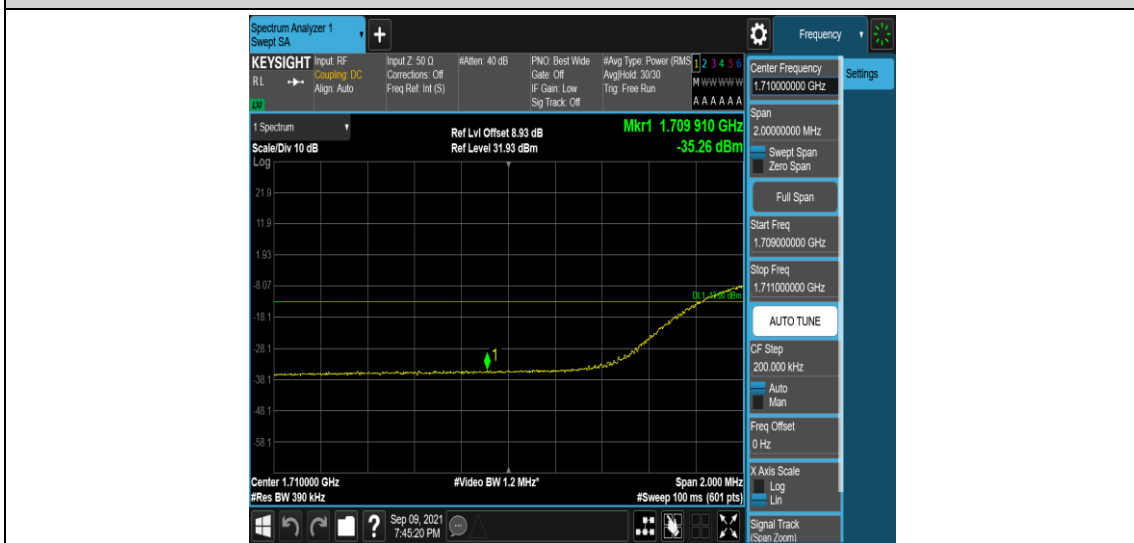 Spectrum Analyzer 1
Swept SA
+
Frequency
KEYSIGHT
RL
LXI
Input: RF
Coupling: DC
Align: Auto
Input Z: 50 Ω
Corrections: Off
Freq Ref: Int (S)
#Atten: 40 dB
PNO: Best Wide
Gate: Off
IF Gain: Low
Sig Track: Off
#Avg Type: Power (RMS
Avg|Hold: 30/30
Trig: Free Run
1 2 3 4 5 6
M W W W W W
A A A A A A
1 Spectrum
Scale/Div 10 dB
Log
Ref Lvl Offset 8.93 dB
Ref Level 31.93 dBm
Mkr1 1.709 910 GHz
-35.26 dBm
21.9
11.9
1.93
-8.07
DL1 -13.00 dBm
-18.1
-28.1
1
-38.1
-48.1
-58.1
Center 1.710000 GHz
#Video BW 1.2 MHz*
Span 2.000 MHz
#Res BW 390 kHz
#Sweep 100 ms (601 pts)
?
Sep 09, 2021
7:45:20 PM
Center Frequency
1.710000000 GHz
Settings
Span
2.00000000 MHz
Swept Span
Zero Span
Full Span
Start Freq
1.709000000 GHz
Stop Freq
1.711000000 GHz
AUTO TUNE
CF Step
200.000 kHz
Auto
Man
Freq Offset
0 Hz
X Axis Scale
Log
Lin
Signal Track
(Span Zoom)